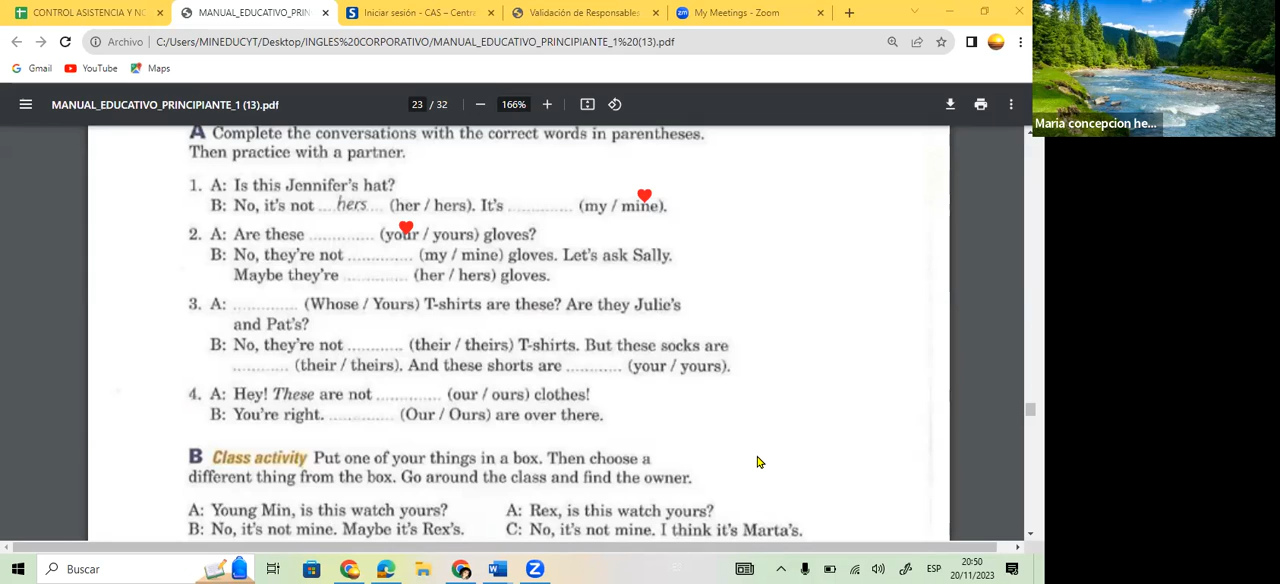 CONTROL ASISTENCIA Y NO
MANUAL_EDUCATIVO_PRIN
Iniciar sesión - CAS – Centra
Validación de Responsables
My Meetings - Zoom
Archivo
C:/Users/MINEDUCYT/Desktop/INGLES%20CORPORATIVO/MANUAL_EDUCATIVO_PRINCIPIANTE_1%20(13).pdf
Gmail
YouTube
Maps
MANUAL_EDUCATIVO_PRINCIPIANTE_1 (13).pdf
23 / 32
166%
Maria concepcion he...
A Complete the conversations with the correct words in parentheses.
Then practice with a partner.
1. A: Is this Jennifer's hat?
B: No, it's not ... hers ... (her / hers). It's ............ (my / mine).
2. A: Are these ............ (your / yours) gloves?
B: No, they're not ............ (my / mine) gloves. Let's ask Sally.
Maybe they're ............ (her / hers) gloves.
3. A: ............ (Whose / Yours) T-shirts are these? Are they Julie's
and Pat's?
B: No, they're not ............ (their / theirs) T-shirts. But these socks are
............ (their / theirs). And these shorts are ............ (your / yours).
4. A: Hey! These are not ............ (our / ours) clothes!
B: You're right. ............ (Our / Ours) are over there.
B Class activity Put one of your things in a box. Then choose a
different thing from the box. Go around the class and find the owner.
A: Young Min, is this watch yours?
B: No, it's not mine. Maybe it's Rex's.
A: Rex, is this watch yours?
C: No, it's not mine. I think it's Marta's.
Buscar
ESP
20:50
20/11/2023